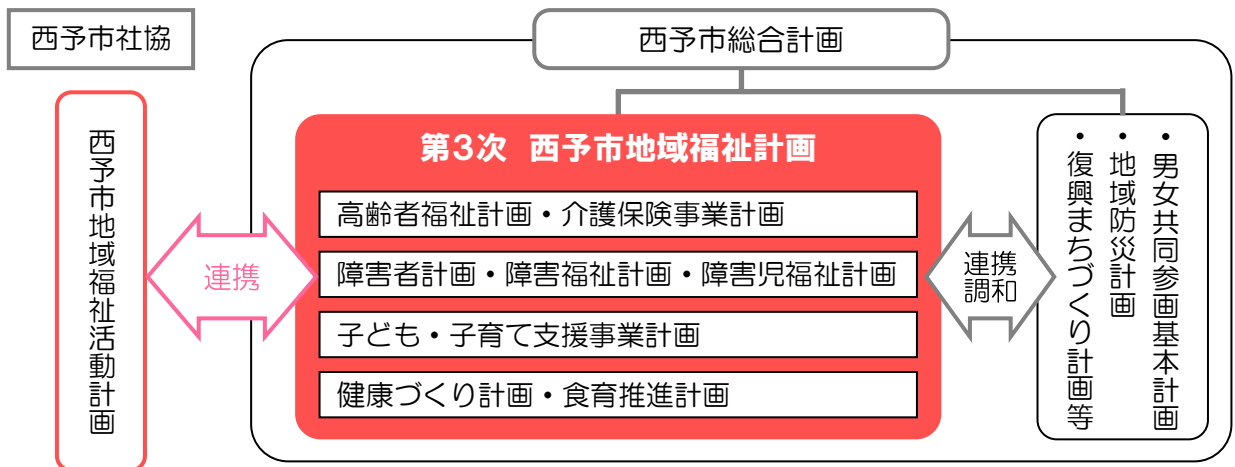 西予市社協
西予市総合計画
西予市地域福祉活動計画
連携
第3次 西予市地域福祉計画
高齢者福祉計画・介護保険事業計画
障害者計画・障害福祉計画・障害児福祉計画
子ども・子育て支援事業計画
健康づくり計画・食育推進計画
連携
調和
・男女共同参画基本計画
・地域防災計画
・復興まちづくり計画等